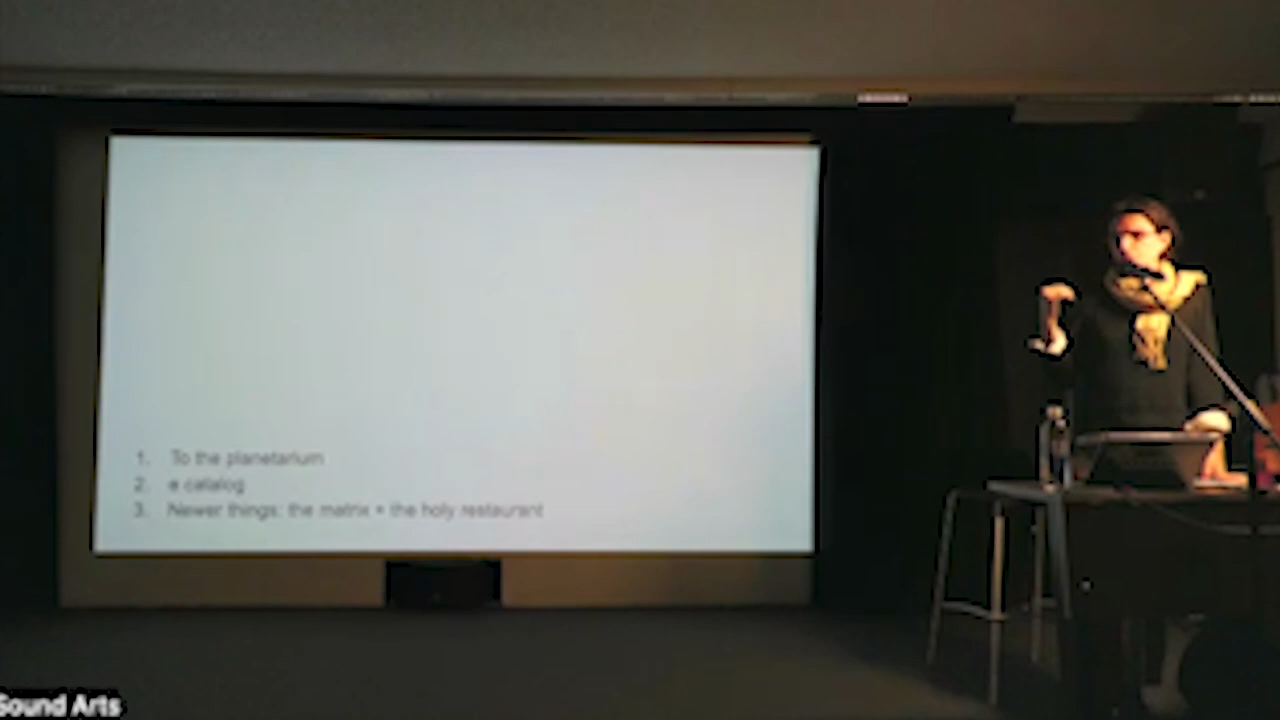 1. To the planetarium
2. e catalog
3. Newer things: the matrix + the holy restaurant
Sound Arts